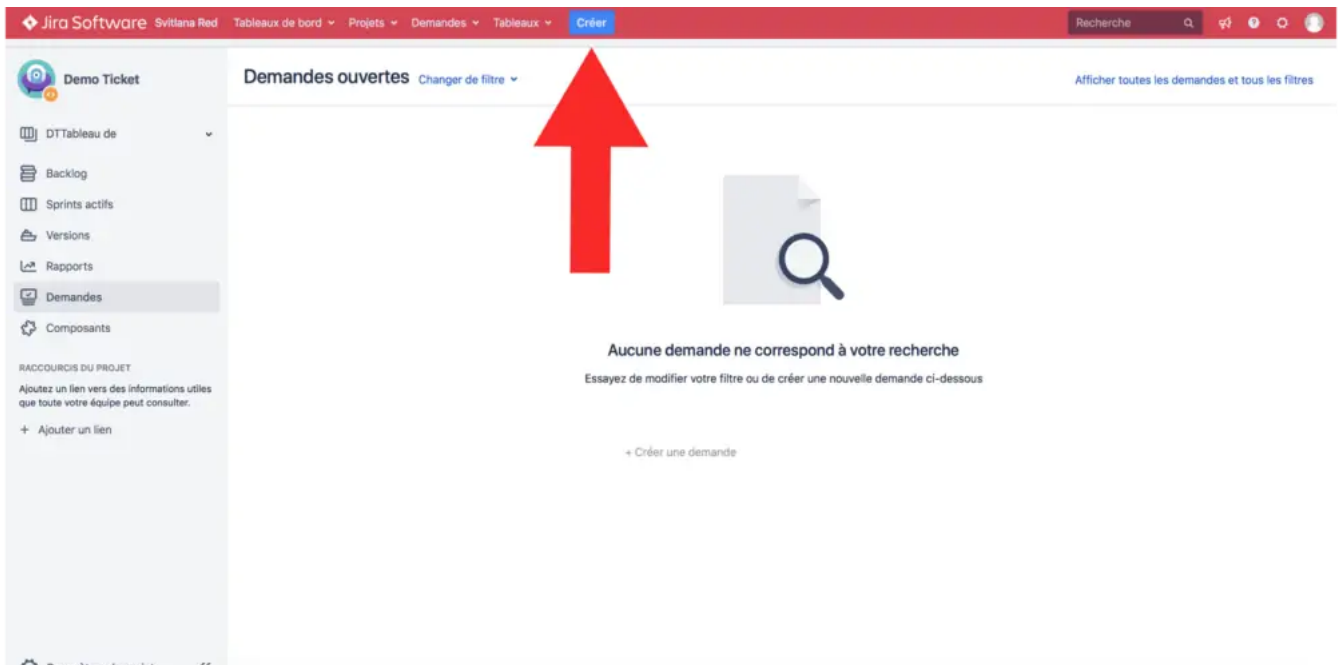 Jira Software Svitlana Red Tableaux de bord Projets Demandes Tableaux Créer Recherche
Demo Ticket
Demandes ouvertes Changer de filtre
Afficher toutes les demandes et tous les filtres
DTTableau de
Backlog
Sprints actifs
Versions
Rapports
Demandes
Composants
RACCOURCIS DU PROJET
Ajoutez un lien vers des informations utiles
que toute votre équipe peut consulter.
+ Ajouter un lien
Aucune demande ne correspond à votre recherche
Essayez de modifier votre filtre ou de créer une nouvelle demande ci-dessous
+ Créer une demande